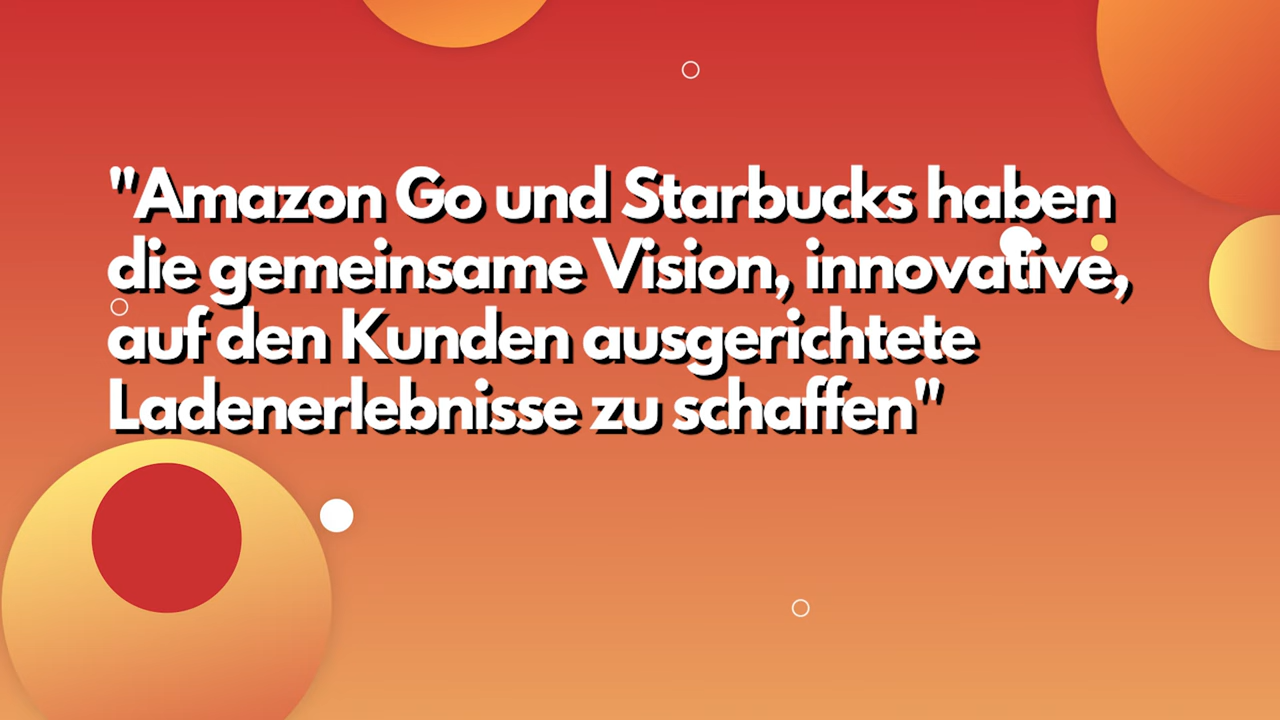 "Amazon Go und Starbucks haben
die gemeinsame Vision, innovative,
auf den Kunden ausgerichtete
Ladenerlebnisse zu schaffen"